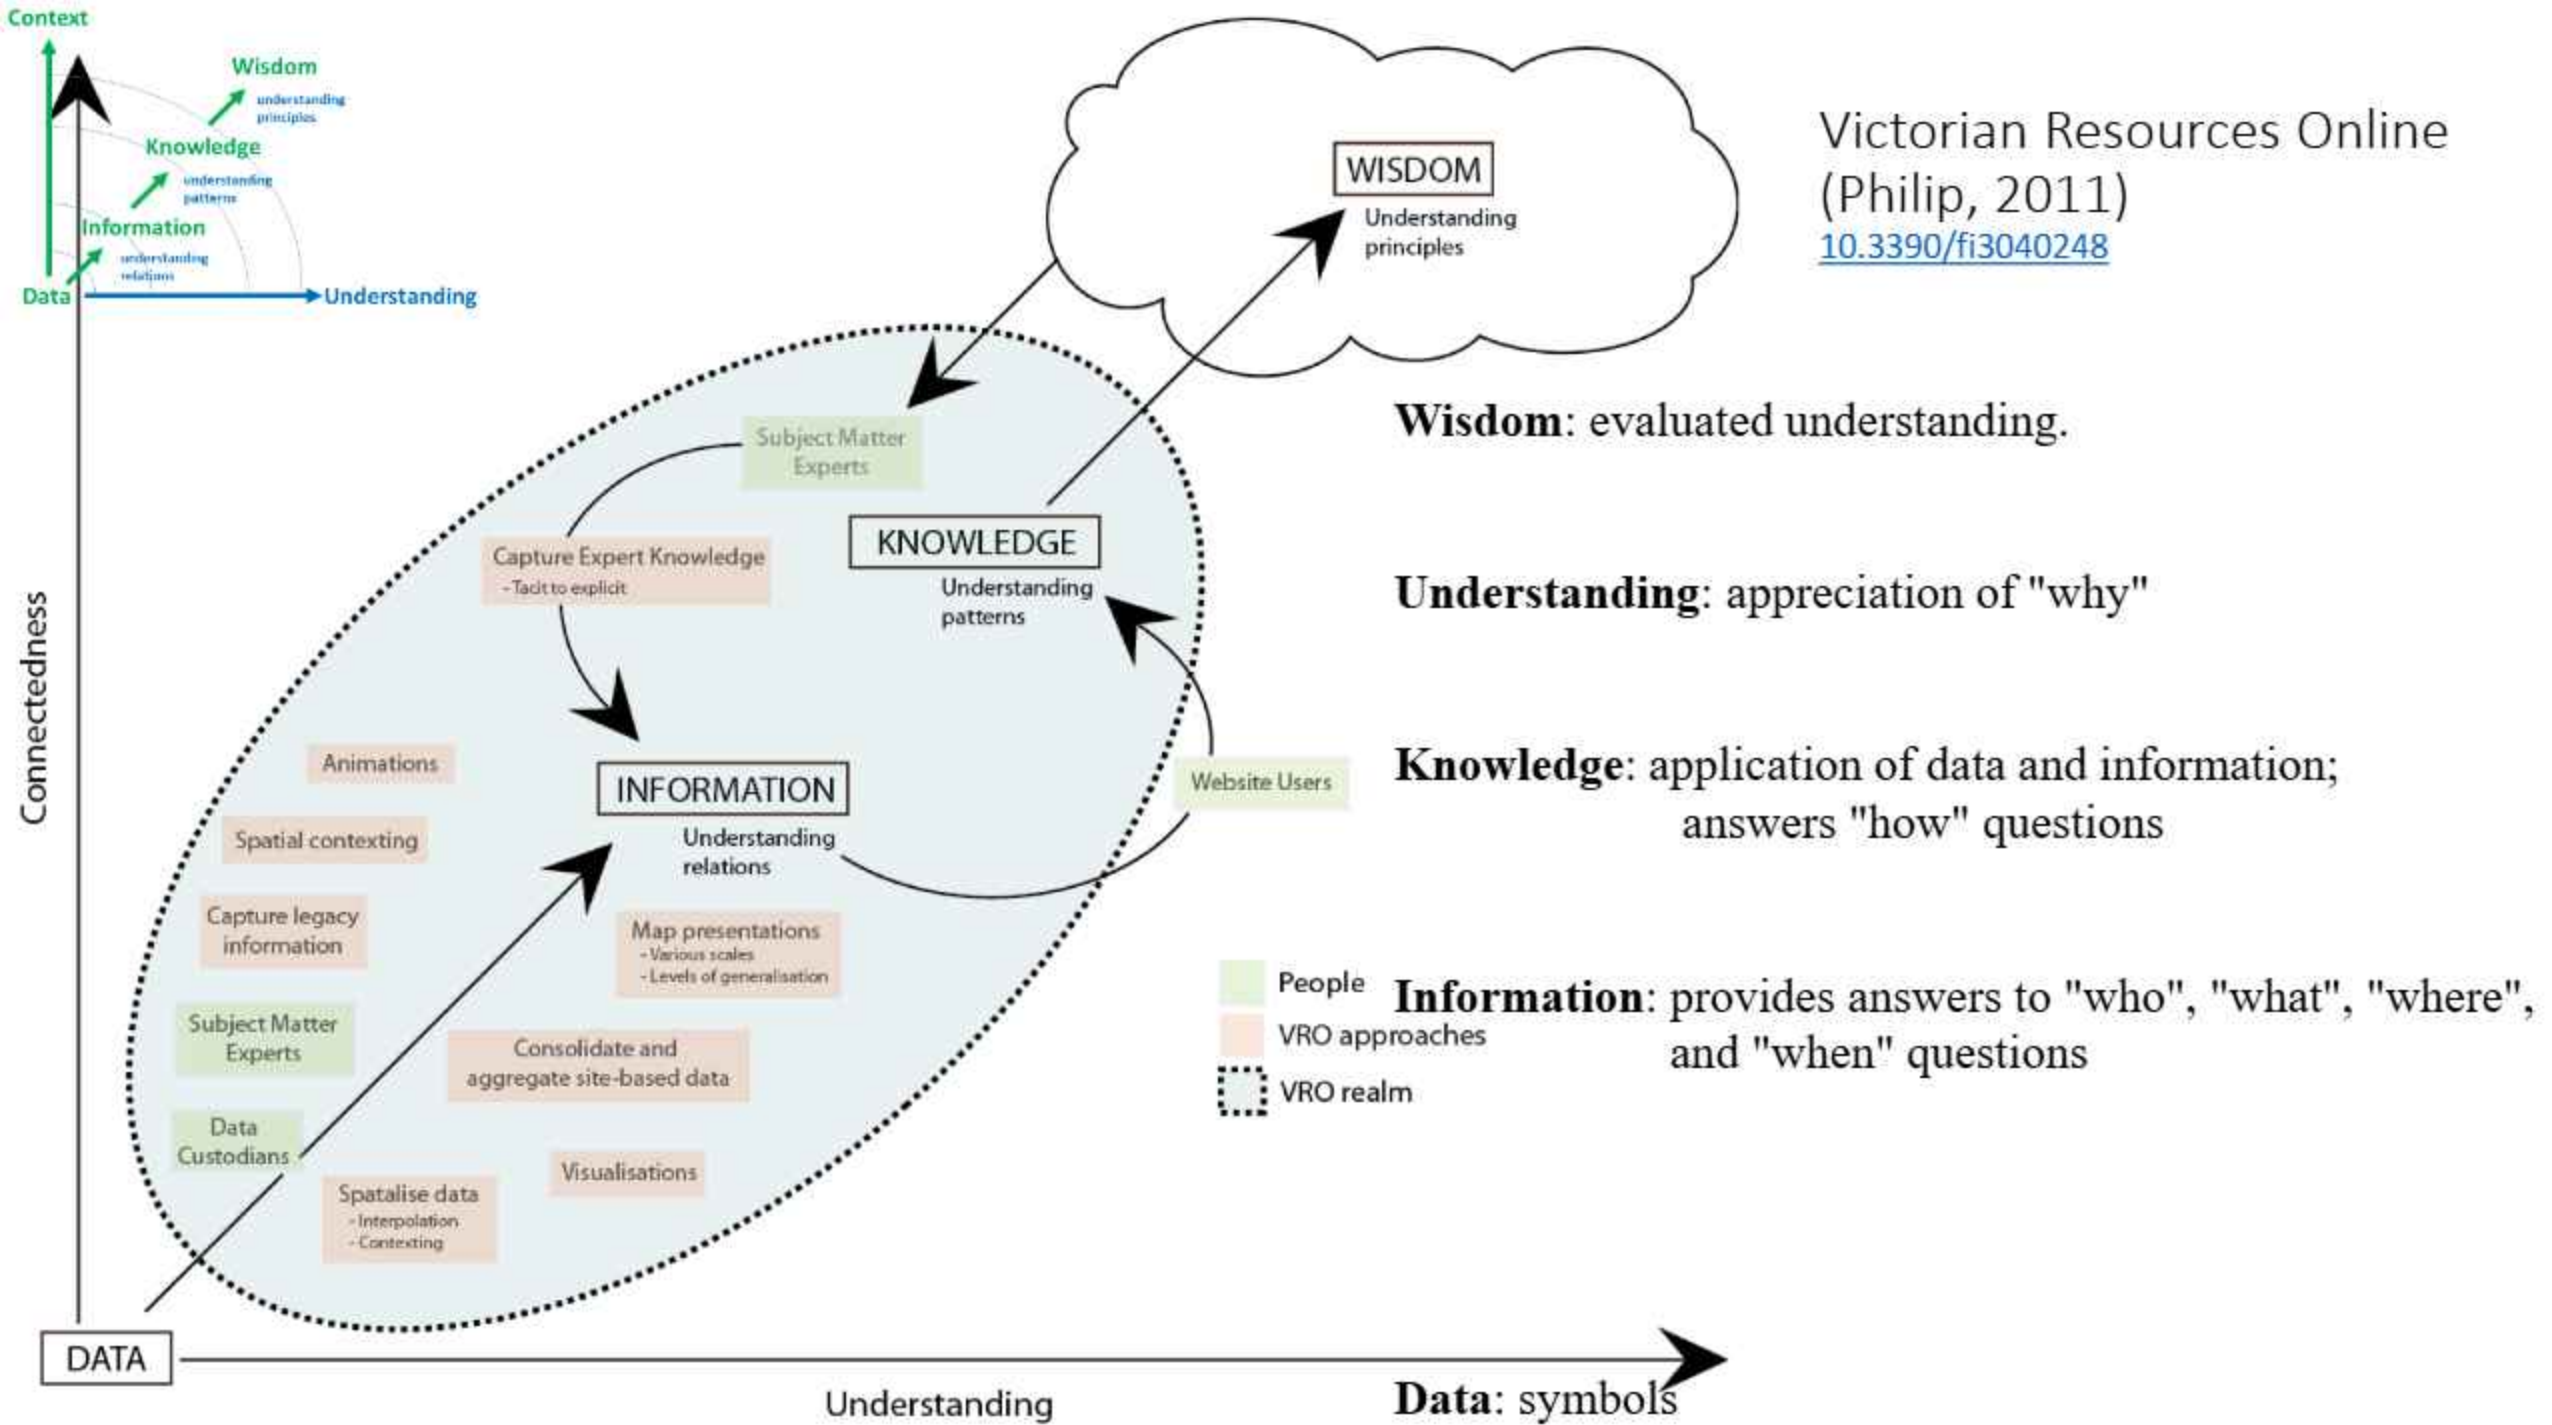 Context
Wisdom
understanding
principles
Knowledge
understanding
patterns
Information
understanding
relations
Data
Understanding
Victorian Resources Online
(Philip, 2011)
10.3390/fi3040248
WISDOM
Understanding
principles
Subject Matter
Experts
Capture Expert Knowledge
- Tacit to explicit
KNOWLEDGE
Understanding
patterns
Connectedness
Animations
Spatial contexting
Capture legacy
information
Subject Matter
Experts
Data
Custodians
INFORMATION
Understanding
relations
Map presentations
- Various scales
- Levels of generalisation
Consolidate and
aggregate site-based data
Visualisations
Spatalise data
- Interpolation
- Contexting
Website Users
People
VRO approaches
VRO realm
DATA
Understanding
Wisdom: evaluated understanding.
Understanding: appreciation of "why"
Knowledge: application of data and information;
answers "how" questions
Information: provides answers to "who", "what", "where",
and "when" questions
Data: symbols